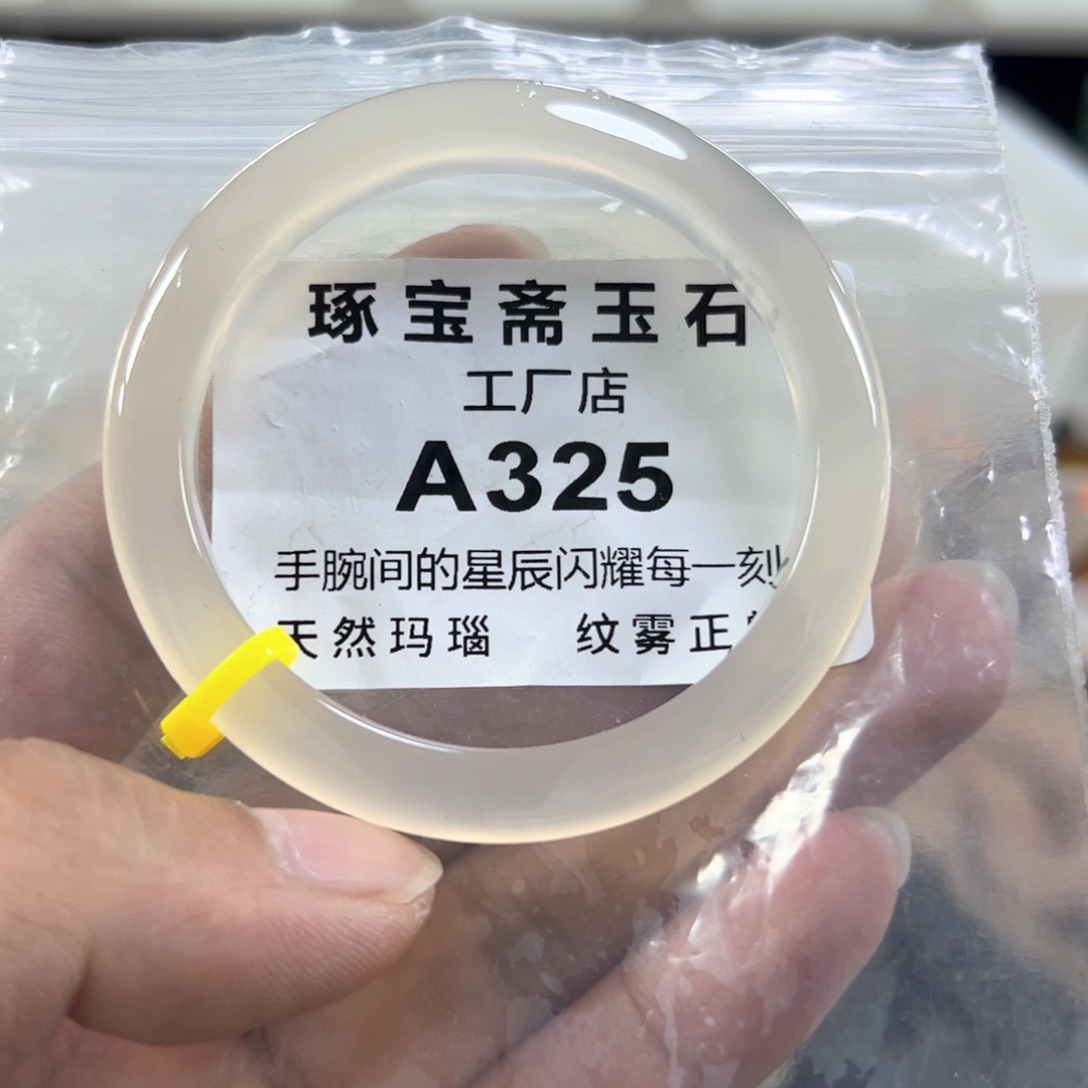 琢宝斋玉石
工厂店
A325
手腕间的星辰闪耀每一刻
天然玛瑙 纹雾正